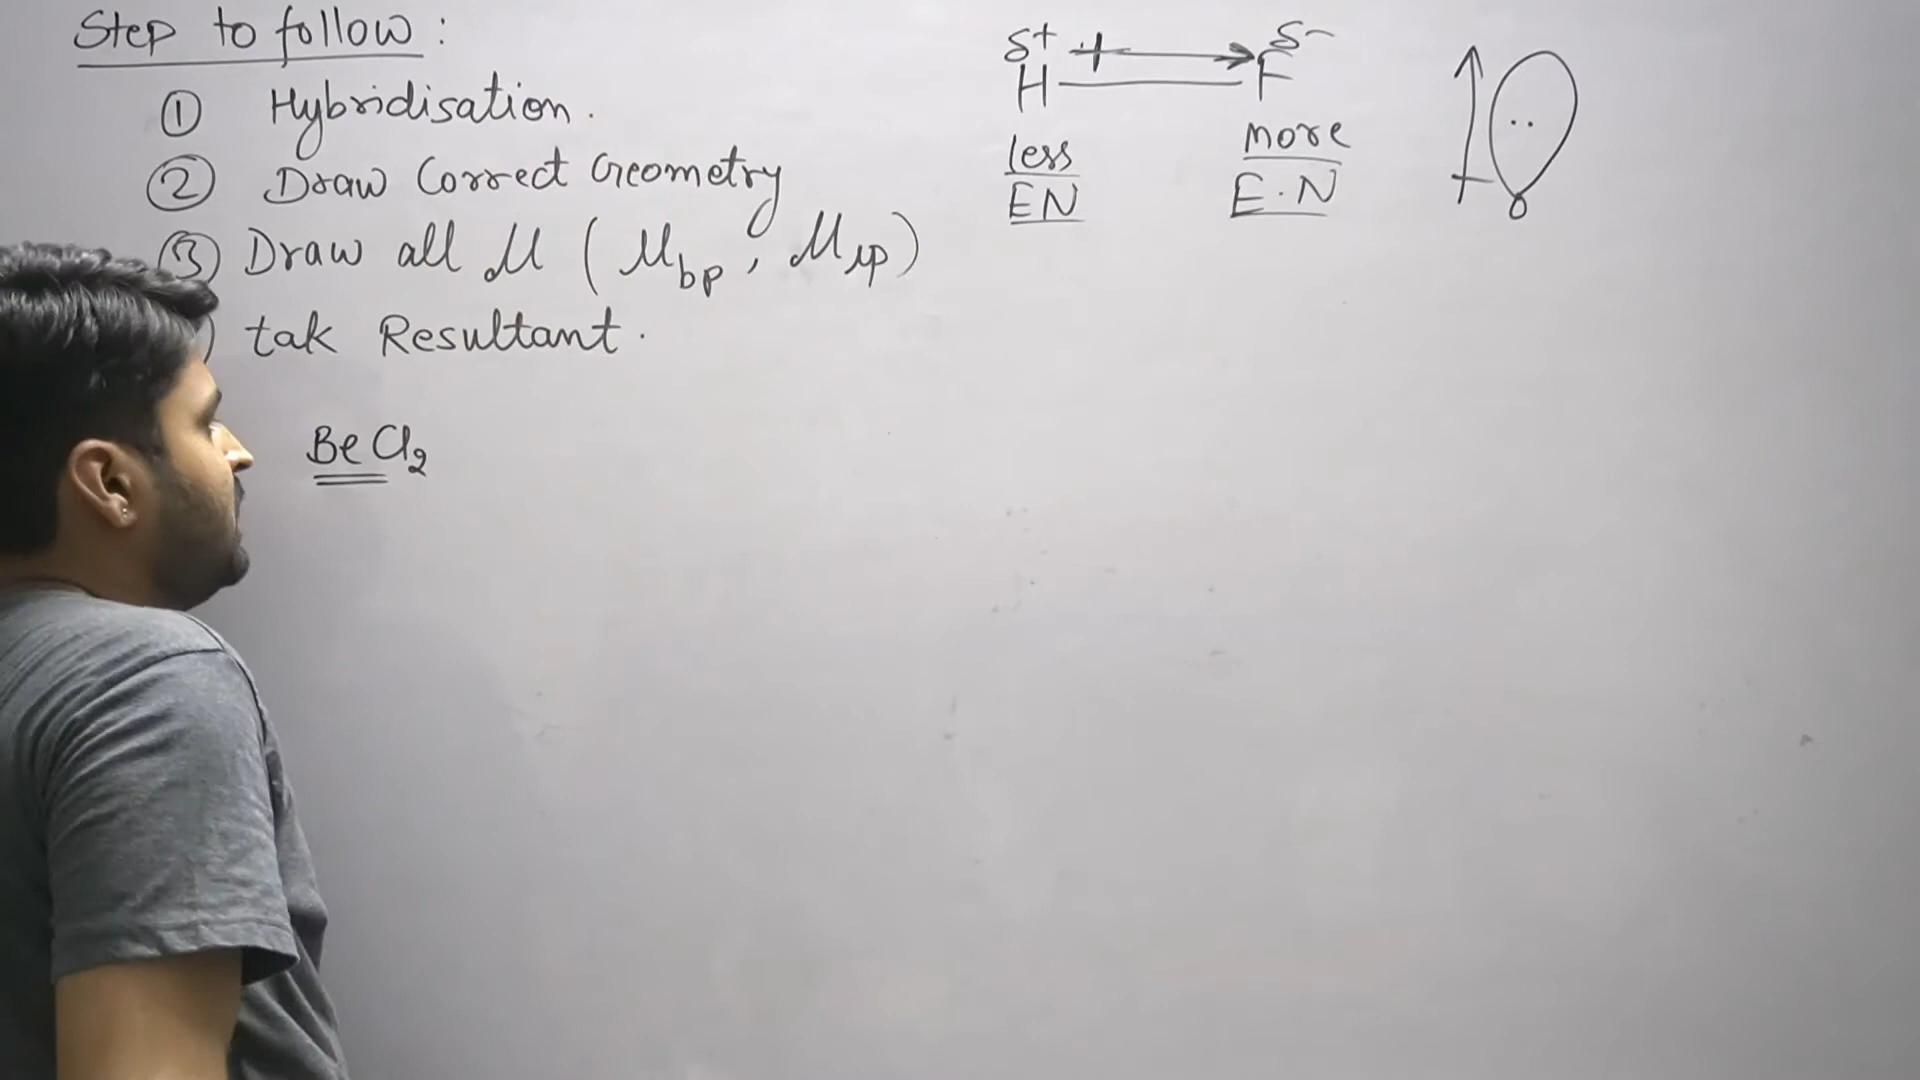 Step to follow :
① Hybridisation.
② Draw Correct Geometry
③ Draw all μ ( μbp , μlp )
) tak Resultant.
BeCl₂
δ+ δ-
H F
less more
EN E.N